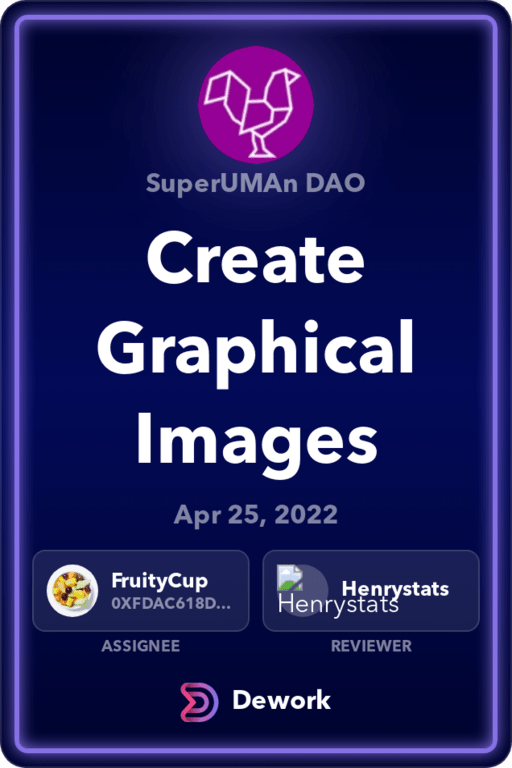 SuperUMAn DAO
Create
Graphical
Images
Apr 25, 2022
FruityCup
0XFDAC618D...
ASSIGNEE
Henrystats
Henrystats
REVIEWER
Dework